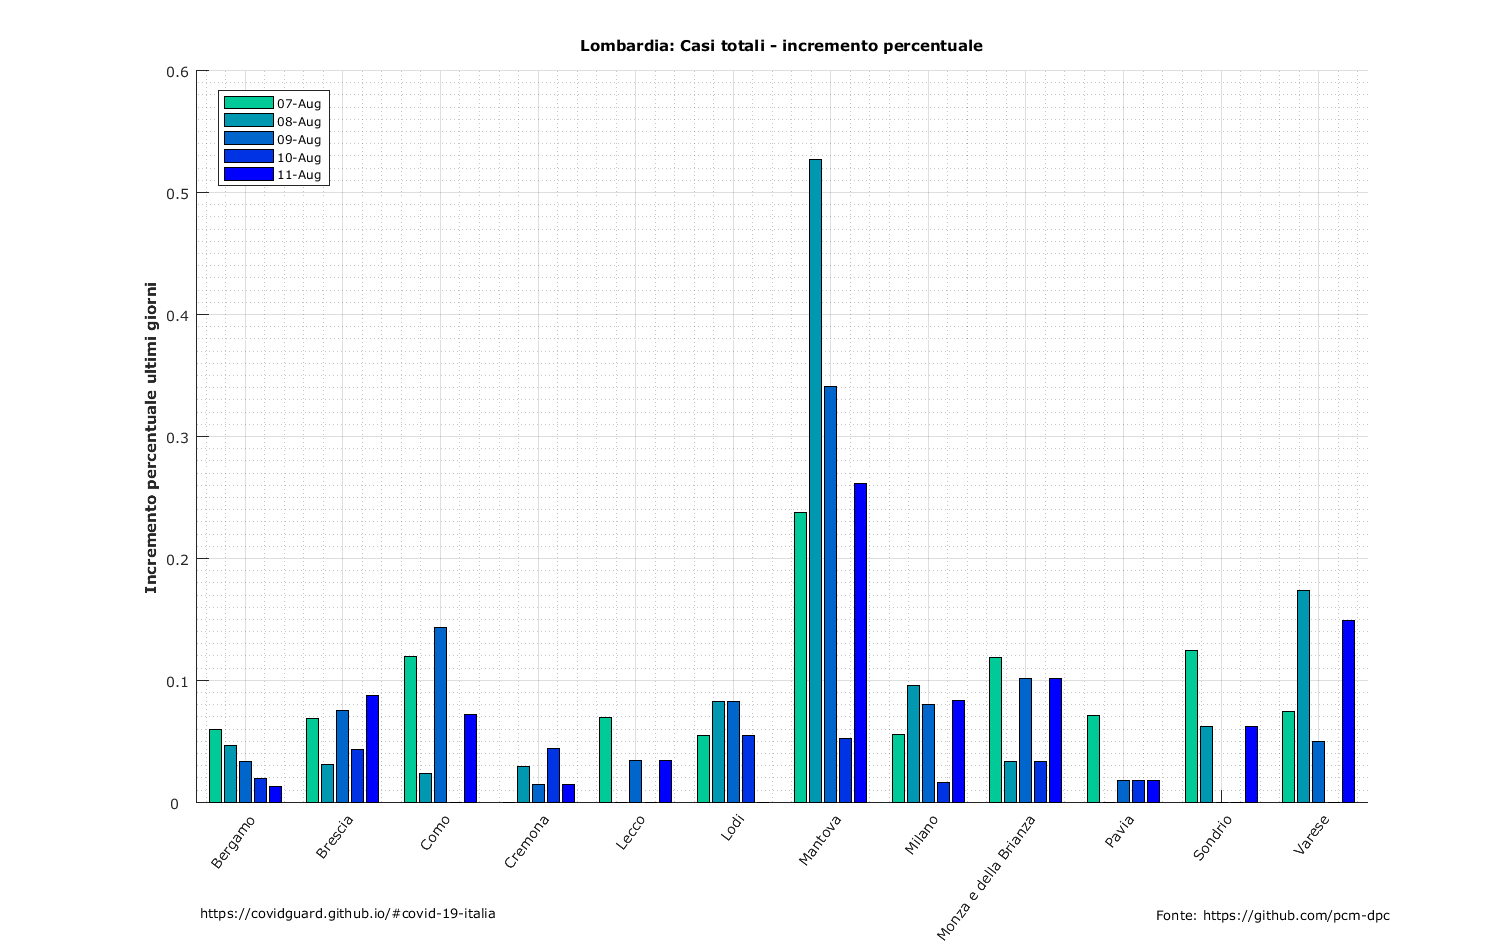 Lombardia: Casi totali - incremento percentuale
0.6
0.5
0.4
0.3
0.2
0.1
0
Incremento percentuale ultimi giorni
07-Aug
08-Aug
09-Aug
10-Aug
11-Aug
Bergamo
Brescia
Como
Cremona
Lecco
Lodi
Mantova
Milano
Monza e della Brianza
Pavia
Sondrio
Varese
https://covidguard.github.io/#covid-19-italia
Fonte: https://github.com/pcm-dpc